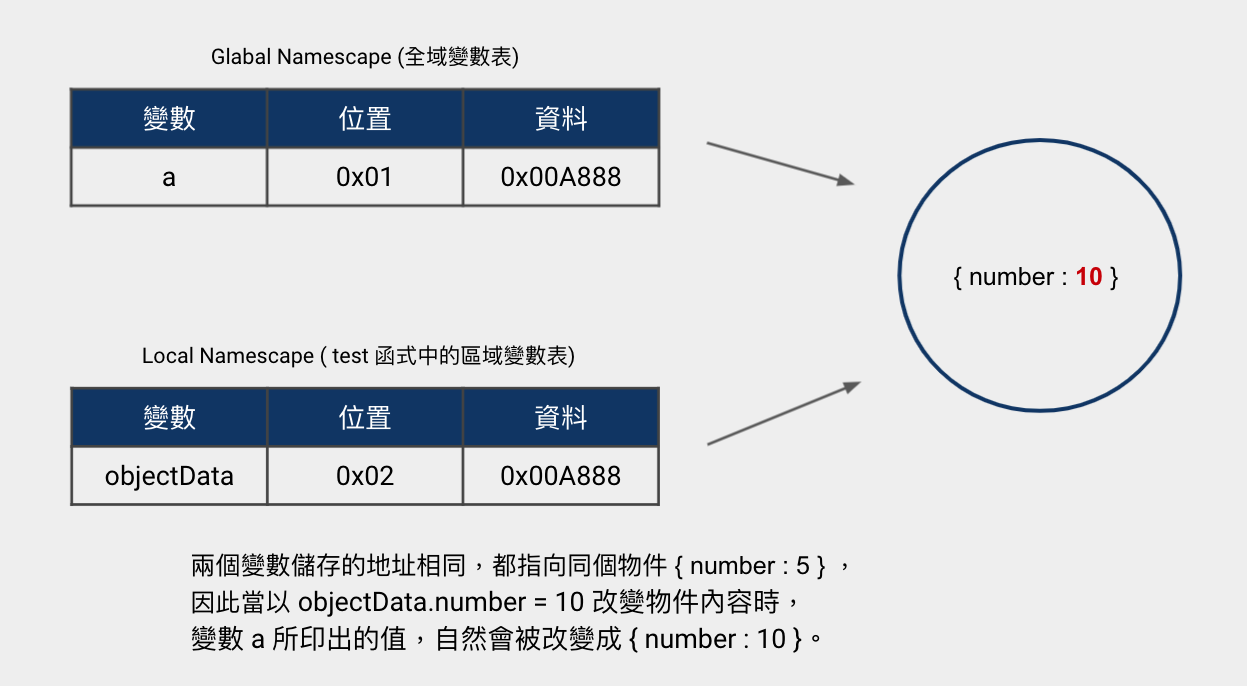 Glabal Namescape (全域變數表)
變數 位置 資料
a 0x01 0x00A888
{ number : 10 }
Local Namescape ( test 函式中的區域變數表)
變數 位置 資料
objectData 0x02 0x00A888
兩個變數儲存的地址相同，都指向同個物件 { number : 5 } ，
因此當以 objectData.number = 10 改變物件內容時，
變數 a 所印出的值，自然會被改變成 { number : 10 }。